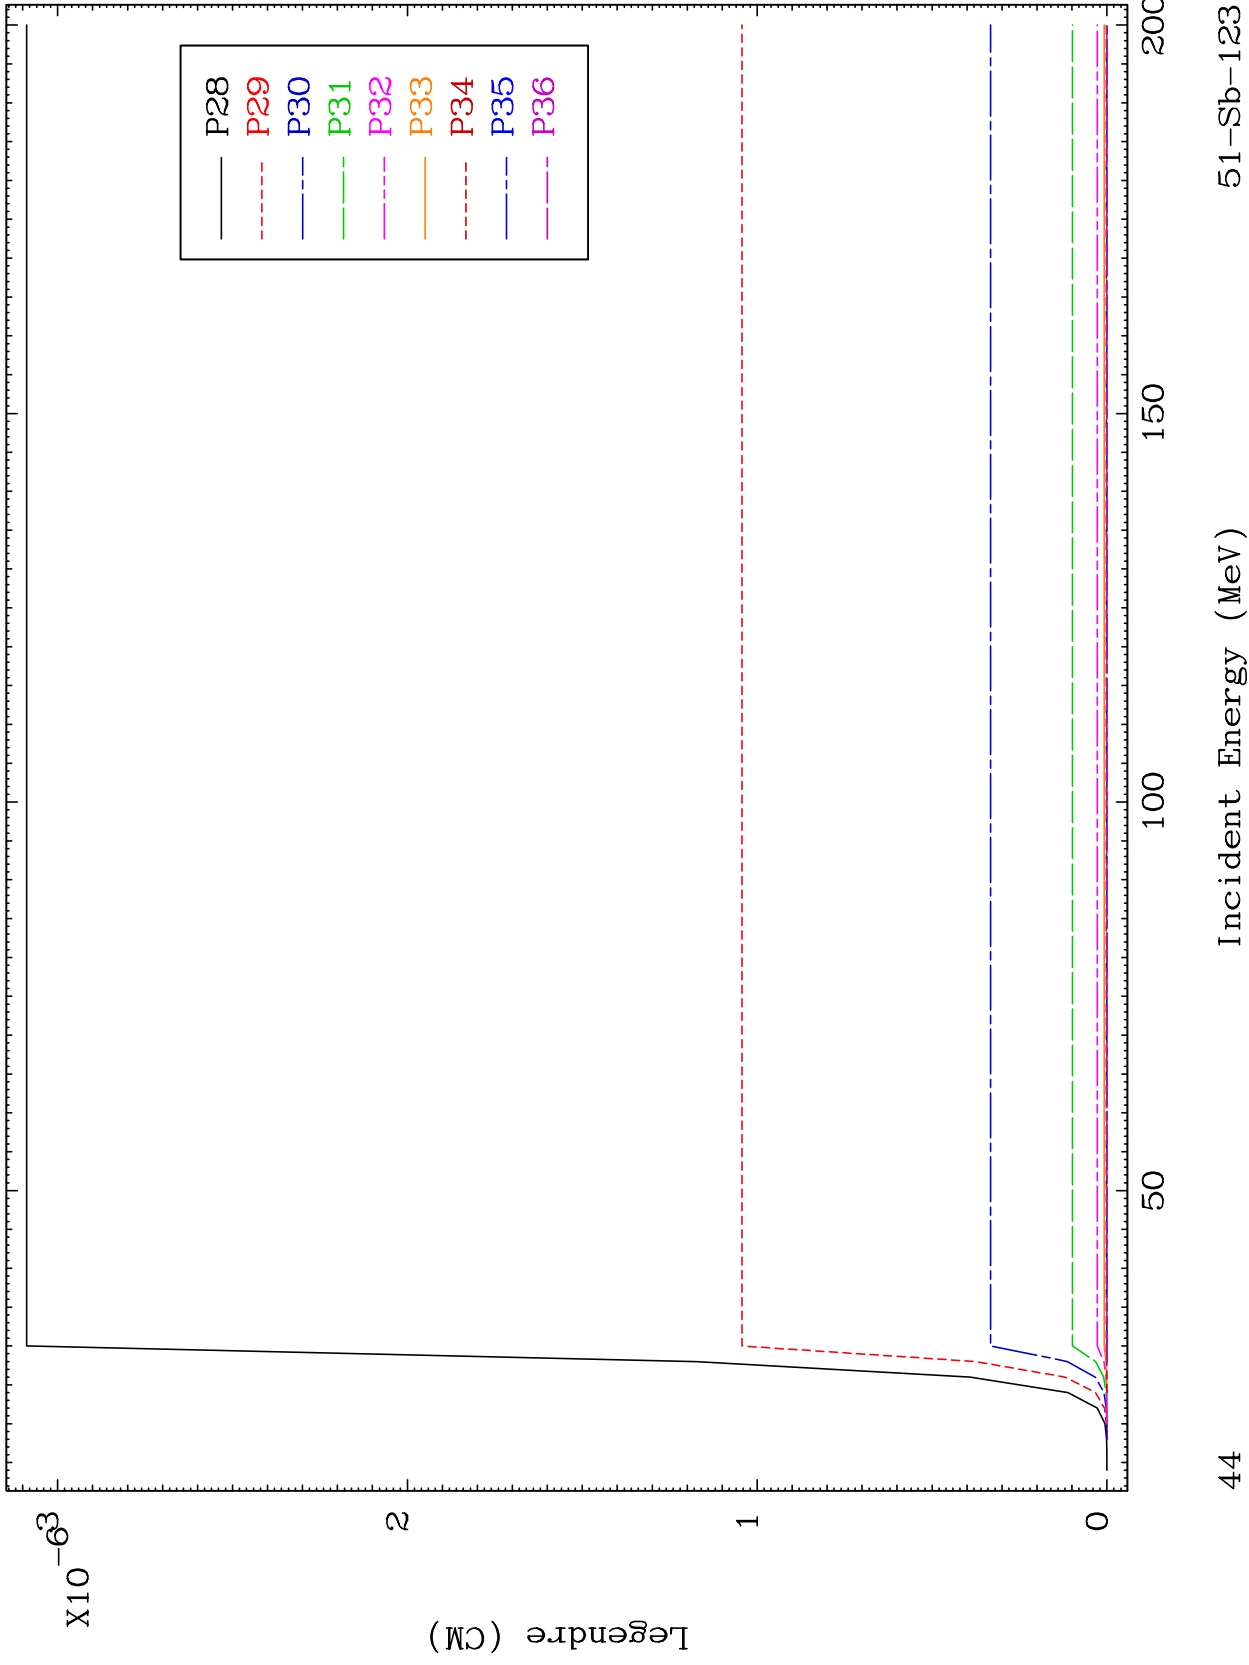 X10
-6
3
2
1
0
Legendre (CM)
P28
P29
P30
P31
P32
P33
P34
P35
P36
50
100
150
200
Incident Energy (MeV)
44
51-Sb-123